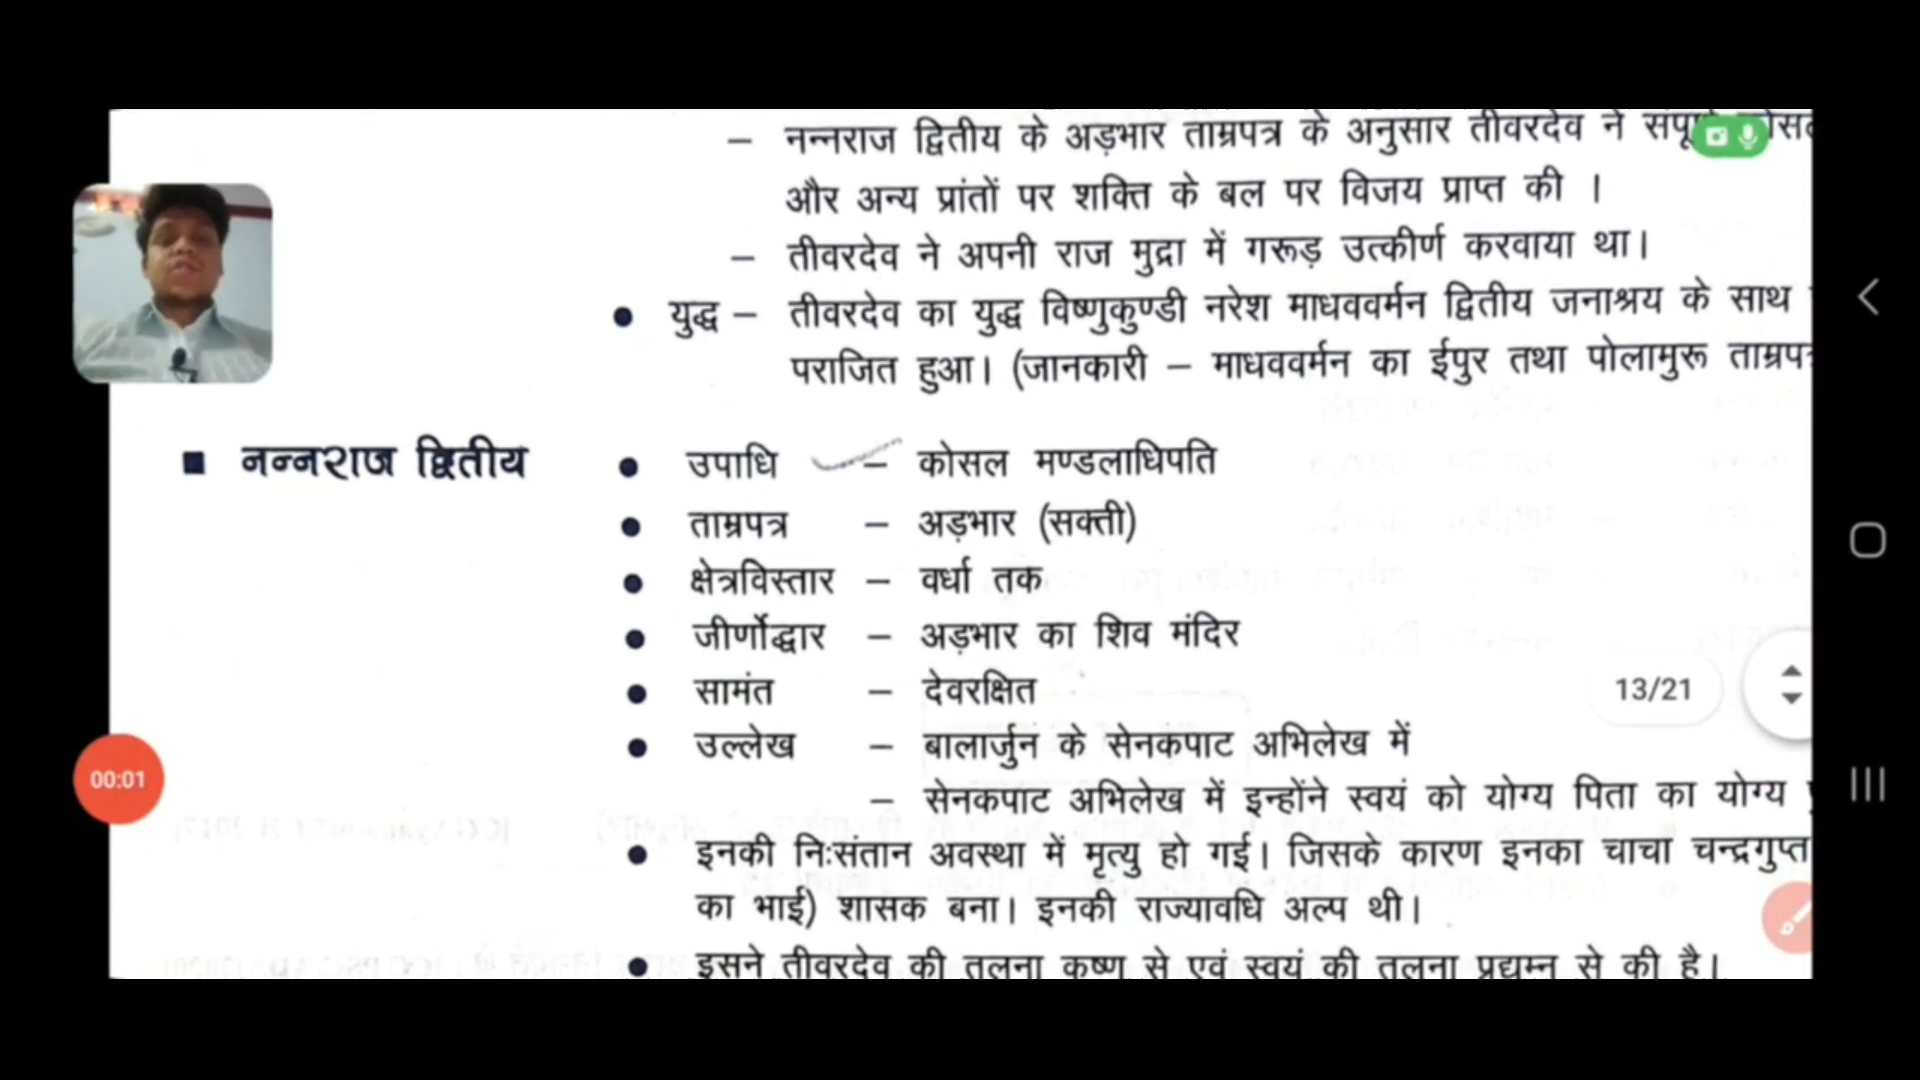 – नन्नराज द्वितीय के अड़भार ताम्रपत्र के अनुसार तीवरदेव ने
और अन्य प्रांतों पर शक्ति के बल पर विजय प्राप्त की ।
– तीवरदेव ने अपनी राज मुद्रा में गरूड़ उत्कीर्ण करवाया था।
● युद्ध – तीवरदेव का युद्ध विष्णुकुण्डी नरेश माधववर्मन द्वितीय जनाश्रय के साथ
पराजित हुआ। (जानकारी – माधववर्मन का ईपुर तथा पोलामुरू
■ नन्नराज द्वितीय ● उपाधि – कोसल मण्डलाधिपति
● ताम्रपत्र – अड़भार (सक्ती)
● क्षेत्रविस्तार – वर्धा तक
● जीर्णोद्धार – अड़भार का शिव मंदिर
13/21
● सामंत – देवरक्षित
● उल्लेख – बालार्जुन के सेनकपाट अभिलेख में
00:01
– सेनकपाट अभिलेख में इन्होंने स्वयं को योग्य पिता का योग्य
● इनकी निःसंतान अवस्था में मृत्यु हो गई। जिसके कारण इनका चाचा चन्द्रगुप्त
का भाई) शासक बना। इनकी राज्यावधि अल्प थी।
● इसने तीवरदेव की तुलना कृष्ण से एवं स्वयं की तुलना प्रद्युम्न से की है।